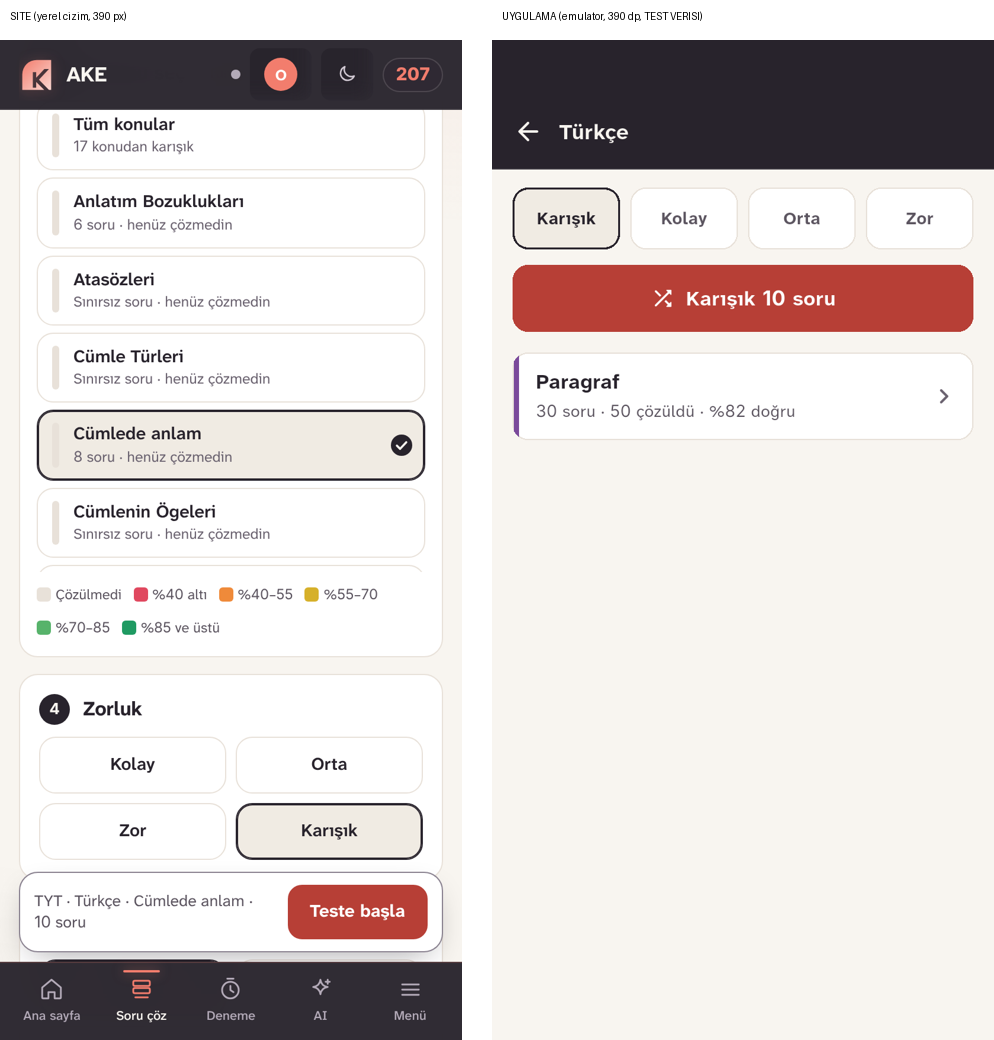 SITE (yerel cizim, 390 px)
AKE
O
207
Tüm konular
17 konudan karışık
Anlatım Bozuklukları
6 soru · henüz çözmedin
Atasözleri
Sınırsız soru · henüz çözmedin
Cümle Türleri
Sınırsız soru · henüz çözmedin
Cümlede anlam
8 soru · henüz çözmedin
Cümlenin Ögeleri
Sınırsız soru · henüz çözmedin
Çözülmedi %40 altı %40–55 %55–70
%70–85 %85 ve üstü
4 Zorluk
Kolay Orta
Zor Karışık
TYT · Türkçe · Cümlede anlam ·
10 soru
Teste başla
Ana sayfa Soru çöz Deneme AI Menü
UYGULAMA (emulator, 390 dp, TEST VERISI)
Türkçe
Karışık Kolay Orta Zor
Karışık 10 soru
Paragraf
30 soru · 50 çözüldü · %82 doğru